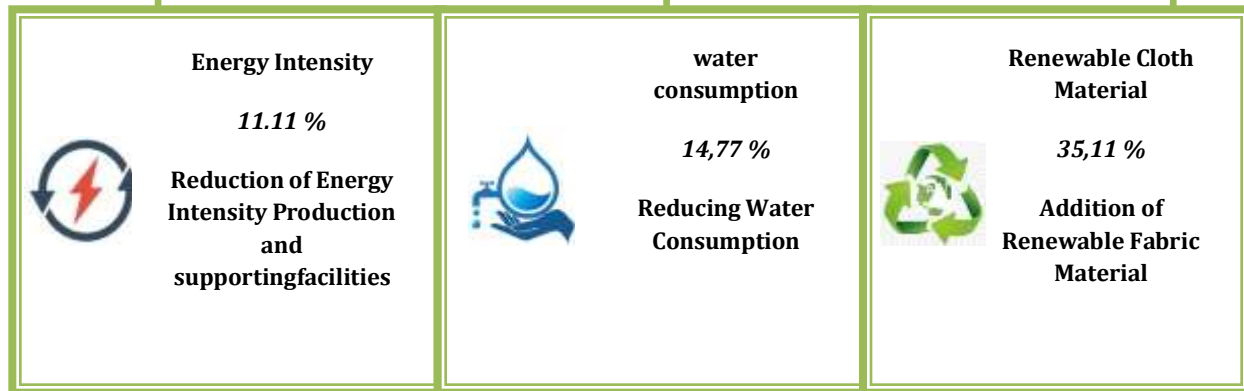 Energy Intensity
11.11 %
Reduction of Energy
Intensity Production
and
supportingfacilities
water
consumption
14,77 %
Reducing Water
Consumption
Renewable Cloth
Material
35,11 %
Addition of
Renewable Fabric
Material